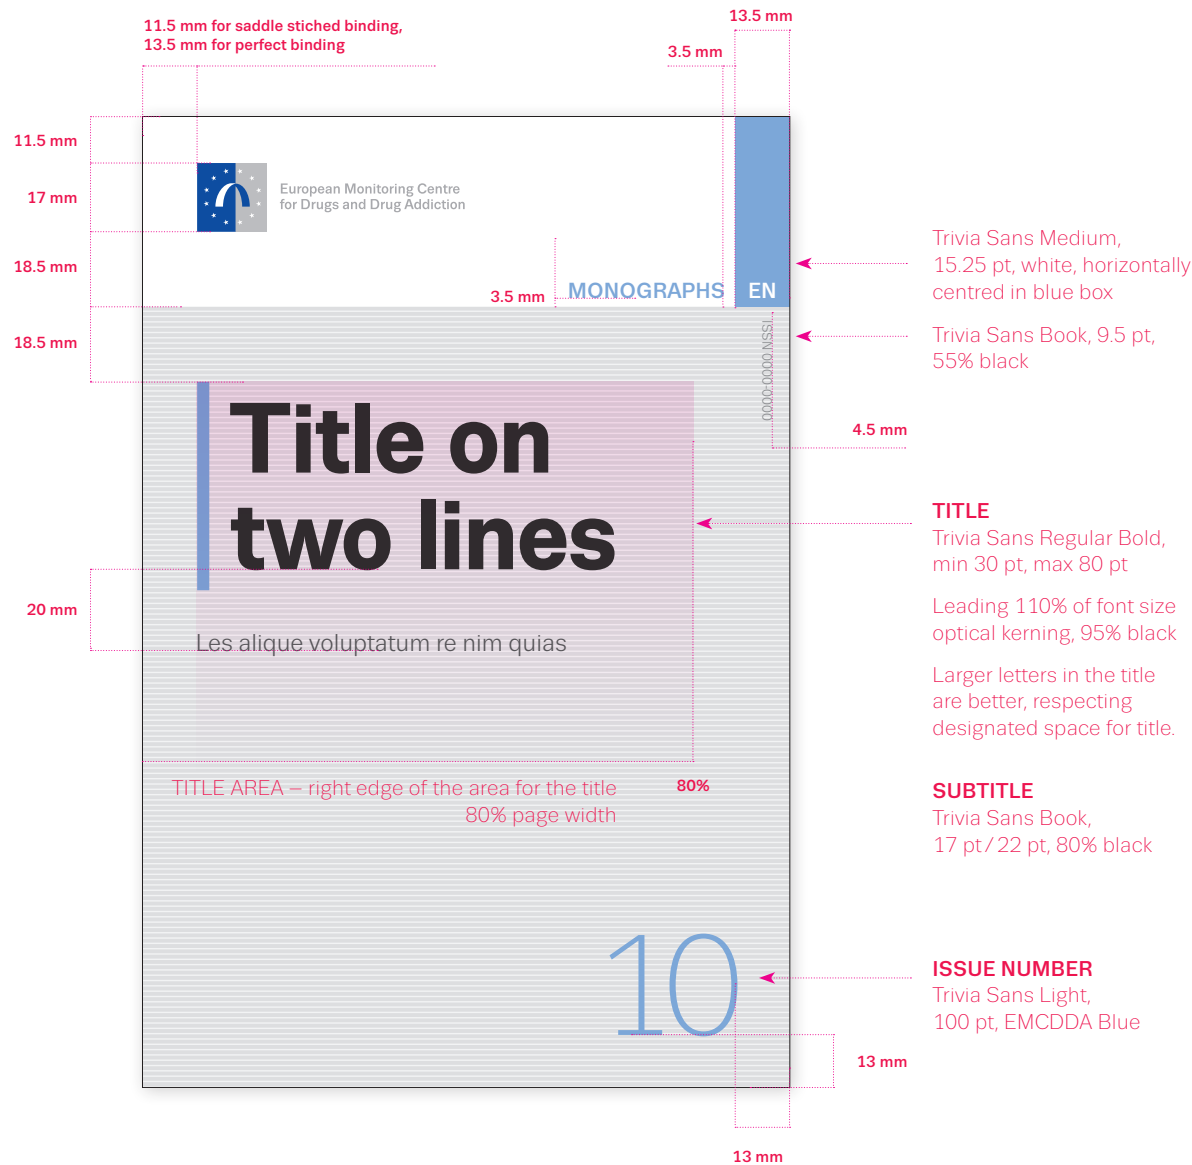 11.5 mm for saddle stiched binding,
13.5 mm for perfect binding
13.5 mm
3.5 mm
11.5 mm
17 mm
18.5 mm
18.5 mm
European Monitoring Centre
for Drugs and Drug Addiction
3.5 mm
MONOGRAPHS
EN
ISSN 0000-0000
Trivia Sans Medium,
15.25 pt, white, horizontally
centred in blue box
Trivia Sans Book, 9.5 pt,
55% black
4.5 mm
Title on
two lines
20 mm
Les alique voluptatum re nim quias
TITLE
Trivia Sans Regular Bold,
min 30 pt, max 80 pt
Leading 110% of font size
optical kerning, 95% black
Larger letters in the title
are better, respecting
designated space for title.
TITLE AREA – right edge of the area for the title
80% page width
80%
SUBTITLE
Trivia Sans Book,
17 pt / 22 pt, 80% black
10
ISSUE NUMBER
Trivia Sans Light,
100 pt, EMCDDA Blue
13 mm
13 mm